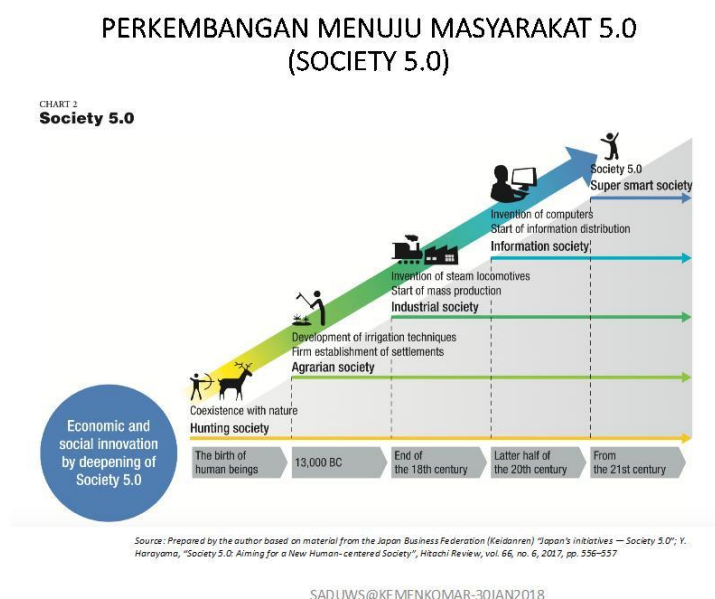 PERKEMBANGAN MENUJU MASYARAKAT 5.0
(SOCIETY 5.0)
CHART 2
Society 5.0
Society 5.0
Super smart society
Invention of computers
Start of information distribution
Information society
Invention of steam locomotives
Start of mass production
Industrial society
Development of irrigation techniques
Firm establishment of settlements
Agrarian society
Coexistence with nature
Hunting society
Economic and
social innovation
by deepening of
Society 5.0
The birth of
human beings
13,000 BC
End of
the 18th century
Latter half of
the 20th century
From
the 21st century
Source: Prepared by the author based on material from the Japan Business Federation (Keidanren) “Japan's initiatives — Society 5.0”; Y.
Harayama, “Society 5.0: Aiming for a New Human-centered Society”, Hitachi Review, vol. 66, no. 6, 2017, pp. 556–557
SADIJWS@KEMENKOMAR-30JAN2018